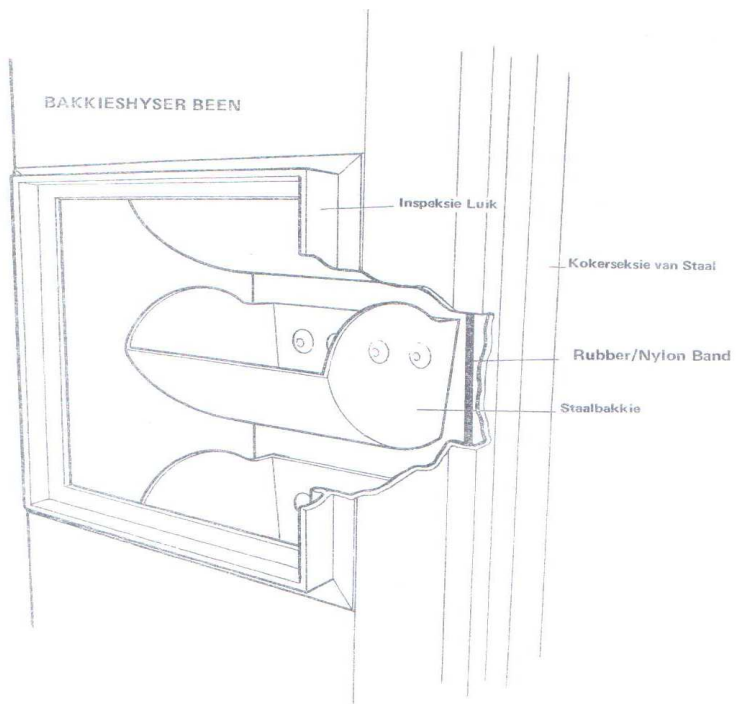 BAKKIESHYSER BEEN
Inspeksie Luik
Kokerseksie van Staal
Rubber/Nylon Band
Staalbakkie